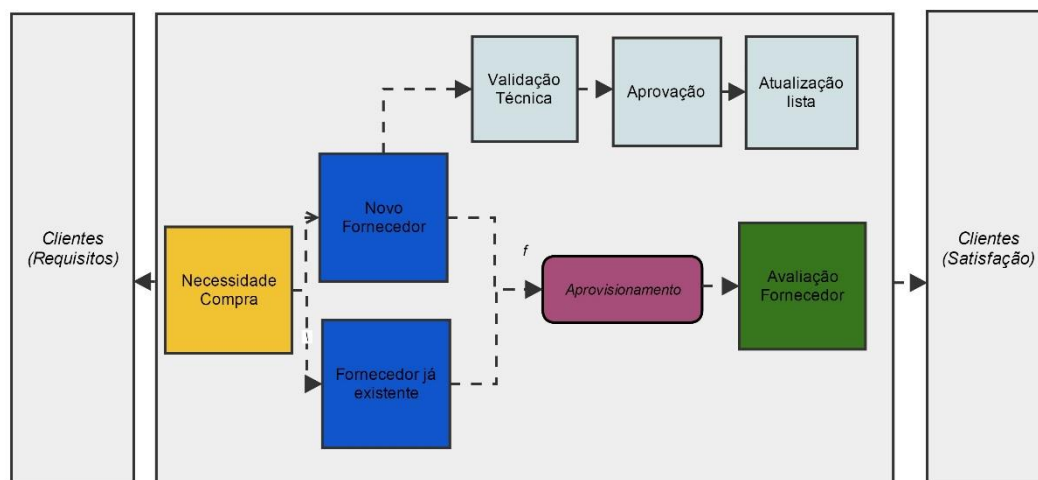 Clientes
(Requisitos)
Necessidade
Compra
Novo
Fornecedor
Fornecedor já
existente
Validação
Técnica
Aprovação
Atualização
lista
f
Aprovisionamento
Avaliação
Fornecedor
Clientes
(Satisfação)